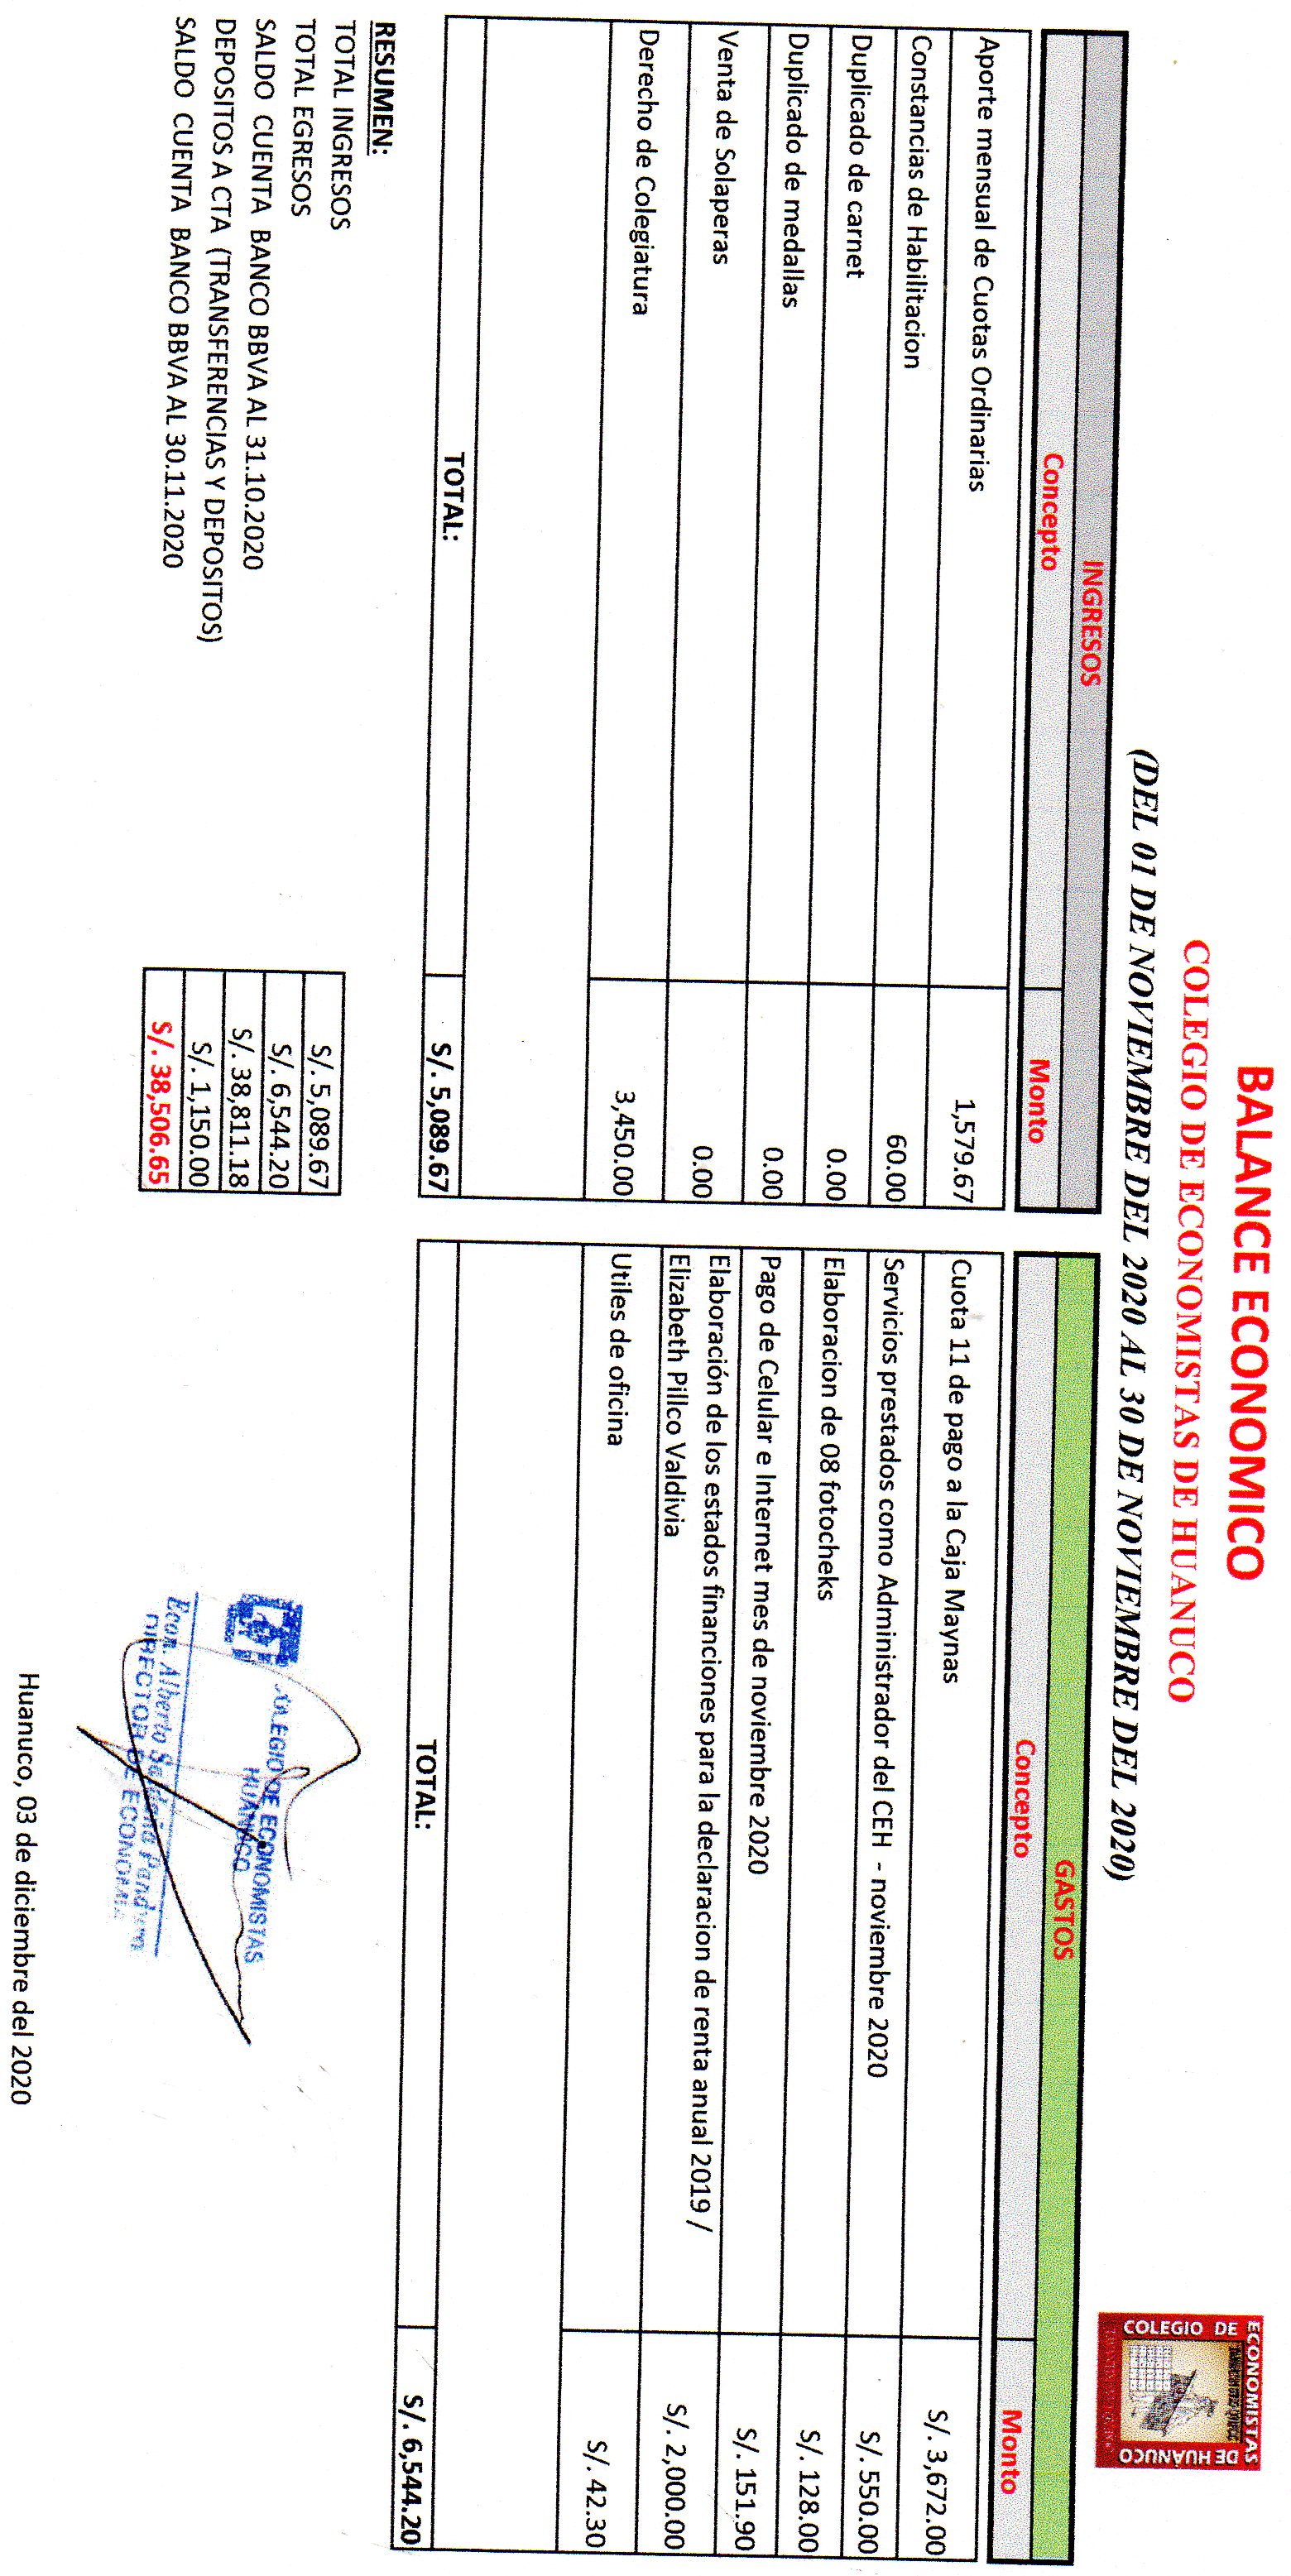 BALANCE ECONOMICO
COLEGIO DE ECONOMISTAS DE HUANUCO
(DEL 01 DE NOVIEMBRE DEL 2020 AL 30 DE NOVIEMBRE DEL 2020)
COLEGIO DE ECONOMISTAS DE HUÀNUCO
INGRESOS
Concepto Monto
Aporte mensual de Cuotas Ordinarias 1,579.67
Constancias de Habilitacion 60.00
Duplicado de carnet 0.00
Duplicado de medallas 0.00
Venta de Solaperas 0.00
Derecho de Colegiatura 3,450.00
TOTAL: S/. 5,089.67
GASTOS
Concepto Monto
Cuota 11 de pago a la Caja Maynas S/. 3,672.00
Servicios prestados como Administrador del CEH - noviembre 2020 S/. 550.00
Elaboracion de 08 fotocheks S/. 128.00
Pago de Celular e Internet mes de noviembre 2020 S/. 151.90
Elaboración de los estados financiones para la declaracion de renta anual 2019 /
Elizabeth Pillco Valdivia S/. 2,000.00
Utiles de oficina S/. 42.30
TOTAL: S/. 6,544.20
RESUMEN:
TOTAL INGRESOS S/. 5,089.67
TOTAL EGRESOS S/. 6,544.20
SALDO CUENTA BANCO BBVA AL 31.10.2020 S/. 38,811.18
DEPOSITOS A CTA (TRANSFERENCIAS Y DEPOSITOS) S/. 1,150.00
SALDO CUENTA BANCO BBVA AL 30.11.2020 S/. 38,506.65
COLEGIO DE ECONOMISTAS
HUANUCO
Econ. Alberto Saldaña Panduro
DIRECTOR DE ECONOMIA
Huanuco, 03 de diciembre del 2020